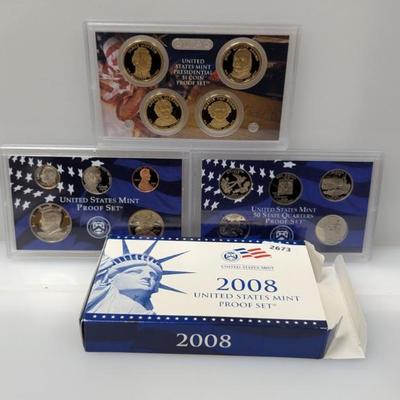 UNITED STATES MINT
PRESIDENTIAL
$1 COIN
PROOF SET
UNITED STATES MINT
PROOF SET
UNITED STATES MINT
50 STATE QUARTERS
PROOF SET
2673
UNITED STATES MINT
2008
UNITED STATES MINT
PROOF SET
2008